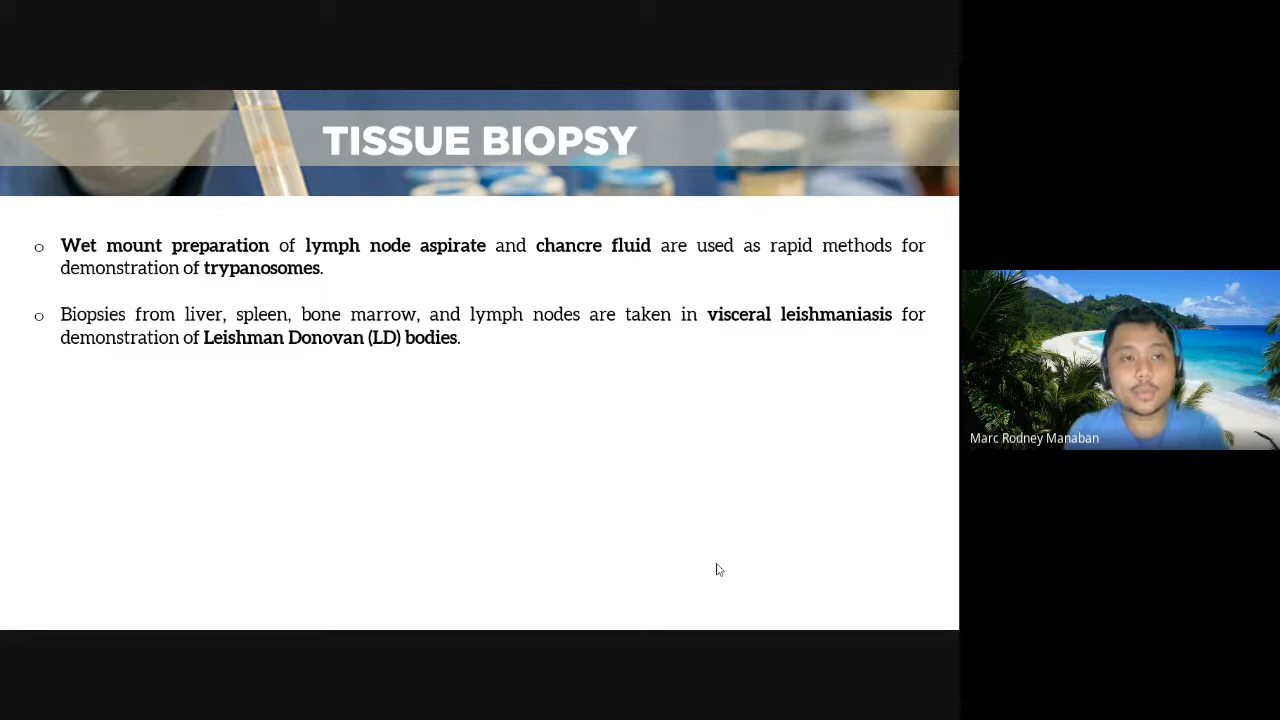 TISSUE BIOPSY
o Wet mount preparation of lymph node aspirate and chancre fluid are used as rapid methods for
demonstration of trypanosomes.
o Biopsies from liver, spleen, bone marrow, and lymph nodes are taken in visceral leishmaniasis for
demonstration of Leishman Donovan (LD) bodies.
Marc Rodney Manaban